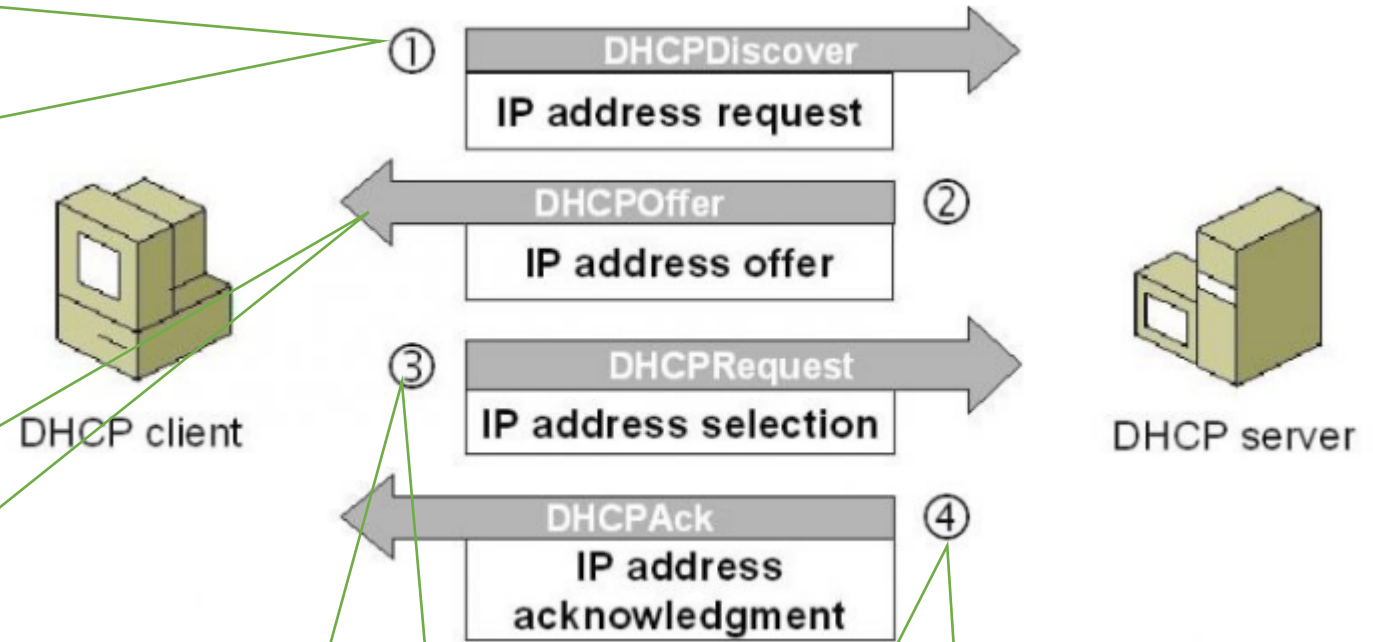 ① DHCPDiscover
IP address request
DHCPOffer ②
IP address offer
③ DHCPRequest
IP address selection
DHCP client
DHCP server
DHCPAck ④
IP address
acknowledgment